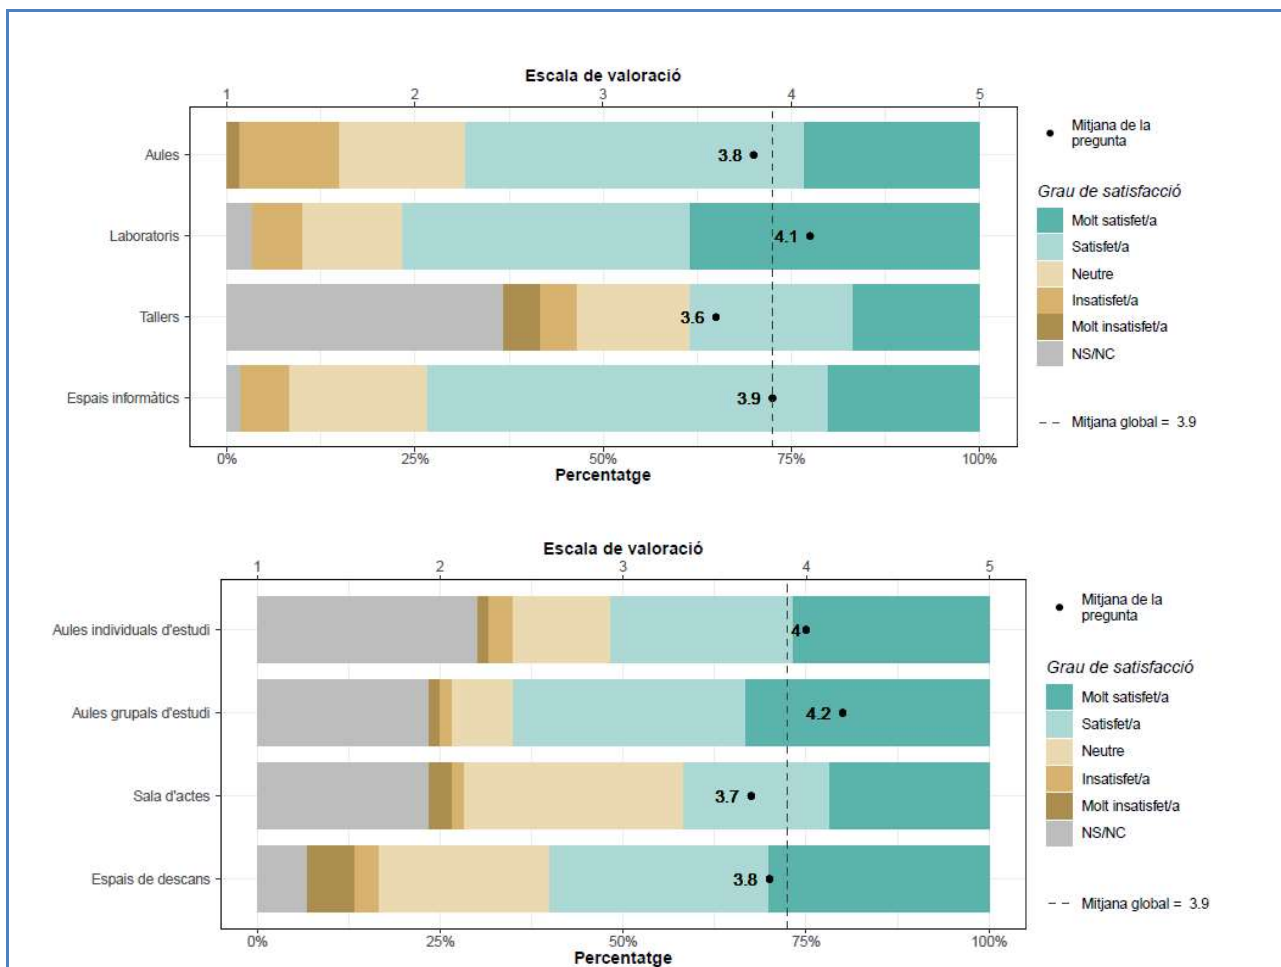 Escala de valoració
1 2 3 4 5
Aules
3.8
Laboratoris
4.1
Tallers
3.6
Espais informàtics
3.9
0% 25% 50% 75% 100%
Percentatge
Mitjana de la
pregunta
Grau de satisfacció
Molt satisfet/a
Satisfet/a
Neutre
Insatisfet/a
Molt insatisfet/a
NS/NC
Mitjana global = 3.9
Escala de valoració
1 2 3 4 5
Aules individuals d'estudi
4
Aules grupals d'estudi
4.2
Sala d'actes
3.7
Espais de descans
3.8
0% 25% 50% 75% 100%
Percentatge
Mitjana de la
pregunta
Grau de satisfacció
Molt satisfet/a
Satisfet/a
Neutre
Insatisfet/a
Molt insatisfet/a
NS/NC
Mitjana global = 3.9